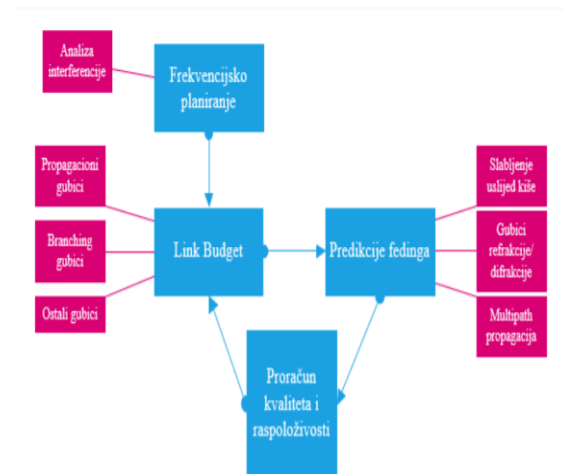 Analiza
interferencije
Frekvencijsko
planiranje
Propagacioni
gubici
Branching
gubici
Ostali gubici
Link Budget
Predikcije fedinga
Slabljenje
uslijed kiše
Gubici
refrakcije/
difrakcije
Multipath
propagacija
Proračun
kvaliteta i
raspoloživosti